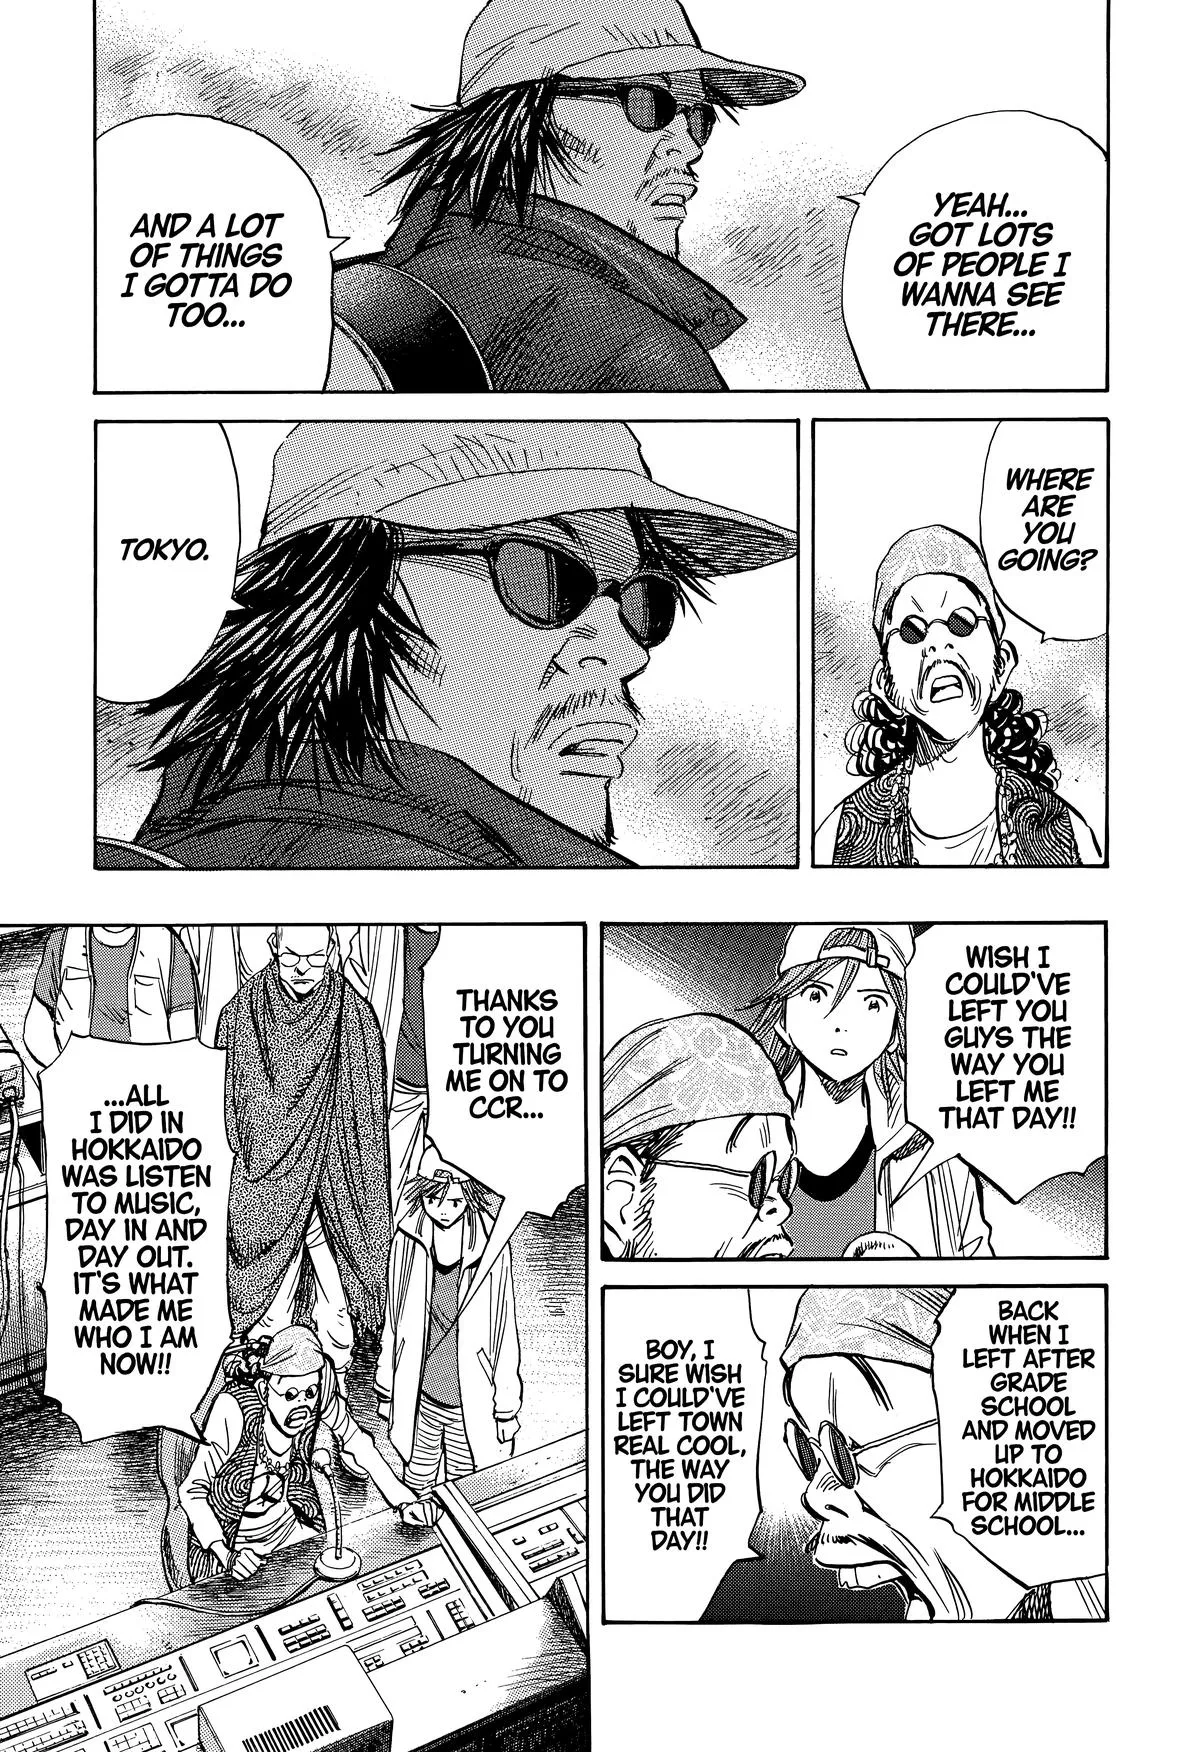 YEAH...
GOT LOTS
OF PEOPLE I
WANNA SEE
THERE...
AND A LOT
OF THINGS
I GOTTA DO
TOO...
WHERE
ARE
YOU
GOING?
TOKYO.
WISH I
COULD'VE
LEFT YOU
GUYS THE
WAY YOU
LEFT ME
THAT DAY!!
BACK
WHEN I
LEFT AFTER
GRADE
SCHOOL
AND MOVED
UP TO
HOKKAIDO
FOR MIDDLE
SCHOOL...
BOY, I
SURE WISH
I COULD'VE
LEFT TOWN
REAL COOL,
THE WAY
YOU DID
THAT
DAY!!
THANKS
TO YOU
TURNING
ME ON TO
CCR...
...ALL
I DID IN
HOKKAIDO
WAS LISTEN
TO MUSIC,
DAY IN AND
DAY OUT.
IT'S WHAT
MADE ME
WHO I AM
NOW!!